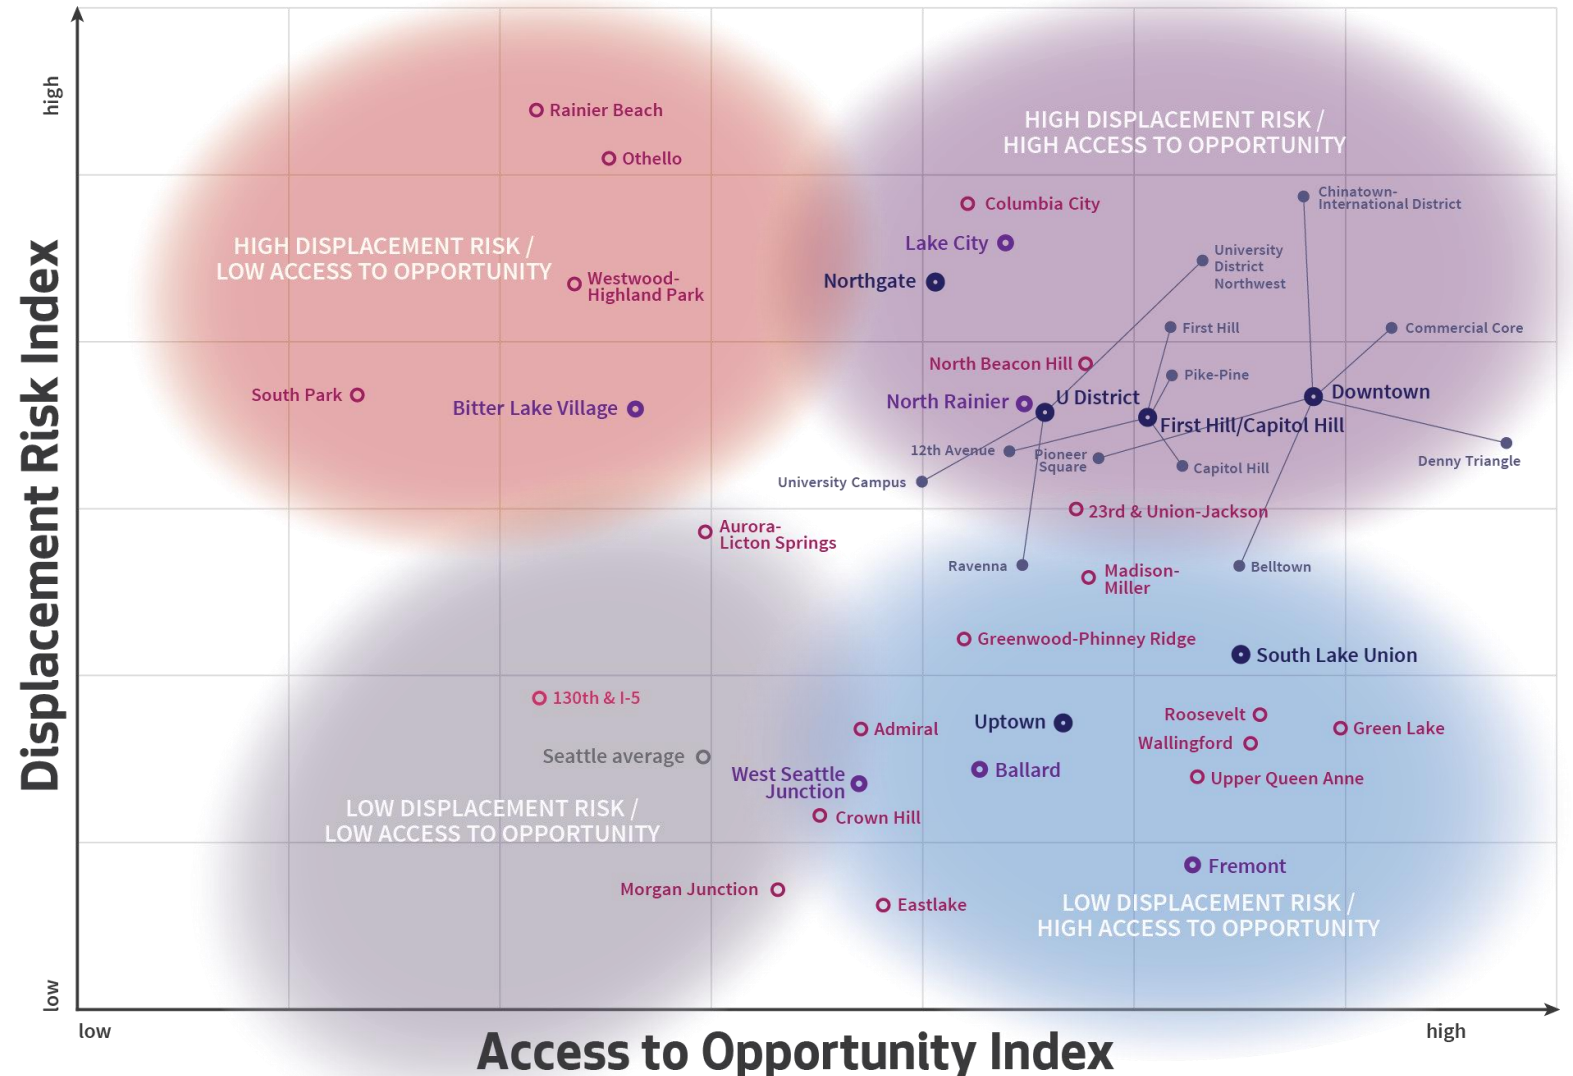 high
Rainier Beach
HIGH DISPLACEMENT RISK /
HIGH ACCESS TO OPPORTUNITY
Othello
Chinatown-
International District
Columbia City
Lake City
University
District
Northwest
HIGH DISPLACEMENT RISK /
LOW ACCESS TO OPPORTUNITY
Westwood-
Highland Park
Northgate
First Hill
Commercial Core
North Beacon Hill
Pike-Pine
South Park
Bitter Lake Village
North Rainier
U District
Downtown
First Hill/Capitol Hill
12th Avenue
Pioneer
Square
Capitol Hill
Denny Triangle
University Campus
Displacement Risk Index
23rd & Union-Jackson
Aurora-
Licton Springs
Ravenna
Madison-
Miller
Belltown
Greenwood-Phinney Ridge
South Lake Union
130th & I-5
Admiral
Uptown
Roosevelt
Green Lake
Wallingford
Seattle average
West Seattle
Junction
Ballard
Upper Queen Anne
LOW DISPLACEMENT RISK /
LOW ACCESS TO OPPORTUNITY
Crown Hill
Fremont
Morgan Junction
Eastlake
LOW DISPLACEMENT RISK /
HIGH ACCESS TO OPPORTUNITY
low
low
high
Access to Opportunity Index